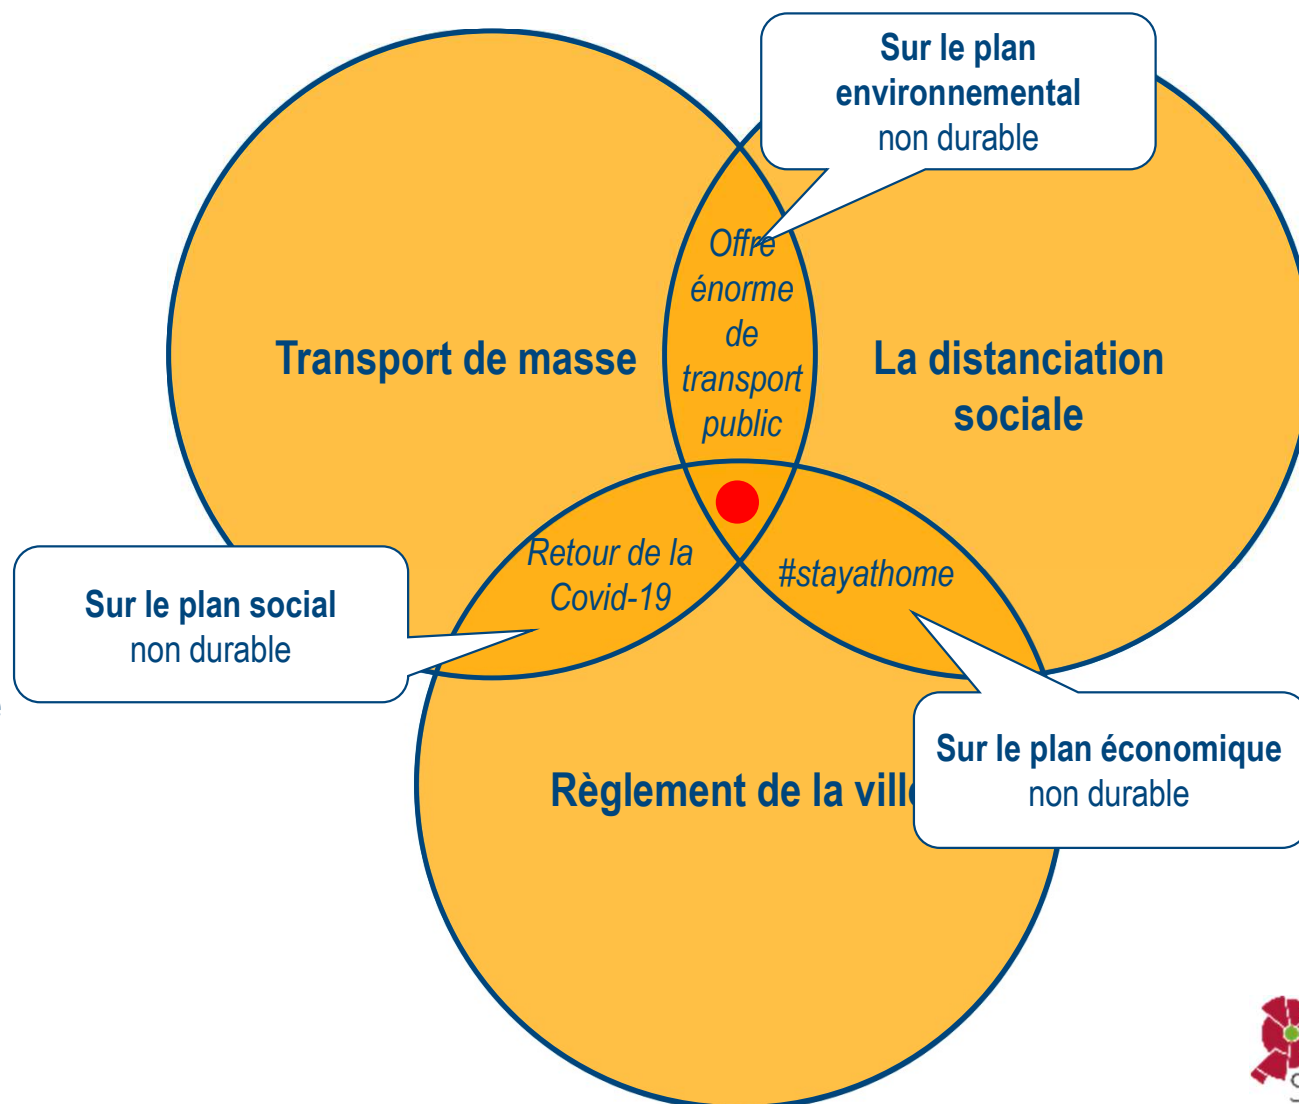 Sur le plan
environnemental
non durable
Offre
énorme
de
transport
public
Transport de masse
La distanciation
sociale
Retour de la
Covid-19
#stayathome
Sur le plan social
non durable
Sur le plan économique
non durable
Règlement de la ville